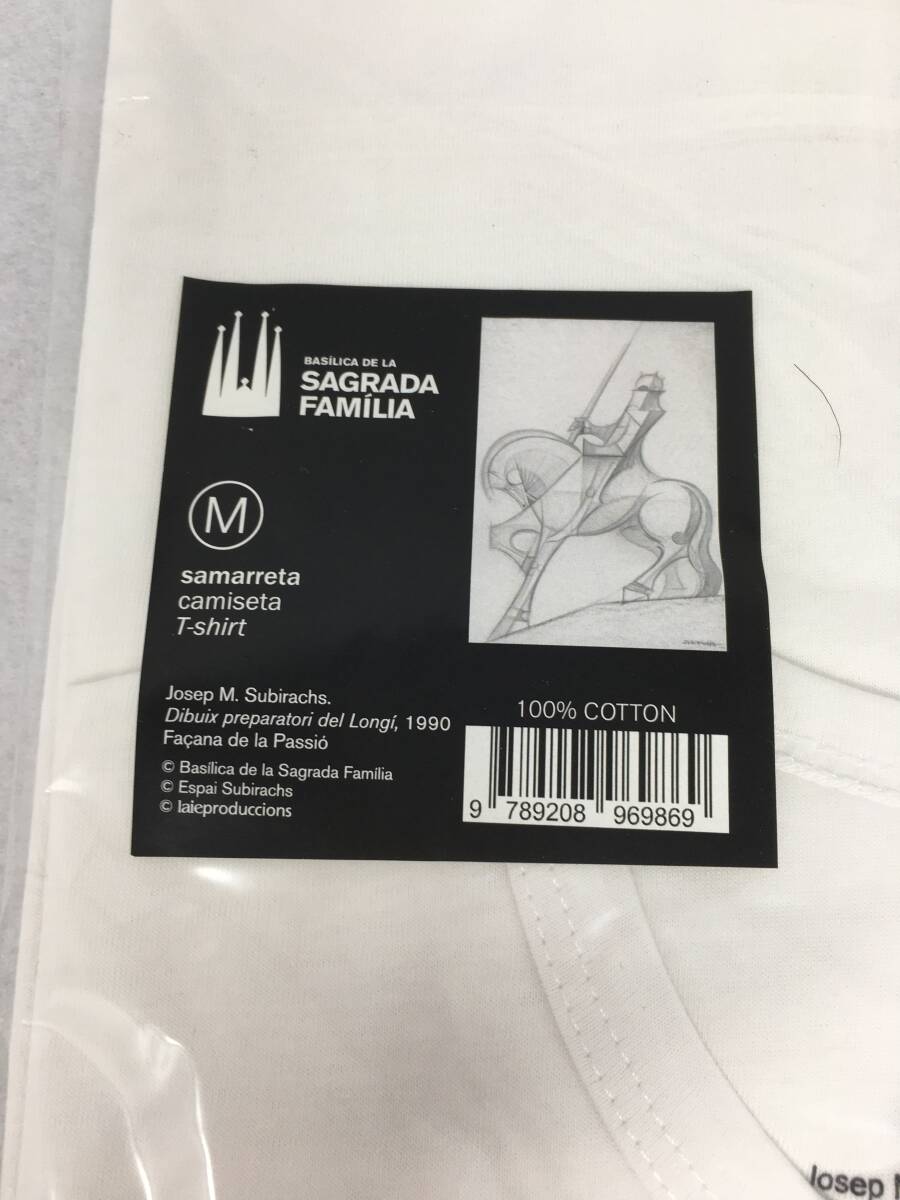 BASÍLICA DE LA
SAGRADA
FAMÍLIA
M
samarreta
camiseta
T-shirt
Josep M. Subirachs.
Dibuix preparatori del Longí, 1990
Façana de la Passió
© Basílica de la Sagrada Família
© Espai Subirachs
© laieproduccions
100% COTTON
9 789208 969869
Josep